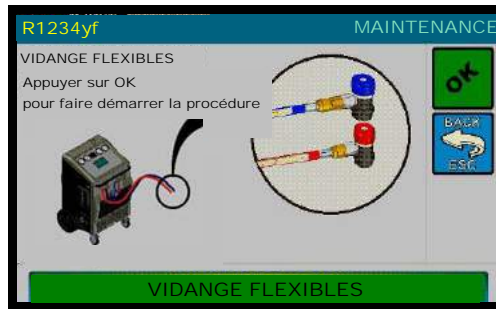 R1234yf
MAINTENANCE
VIDANGE FLEXIBLES
Appuyer sur OK
pour faire démarrer la procédure
OK
BACK
ESC
VIDANGE FLEXIBLES